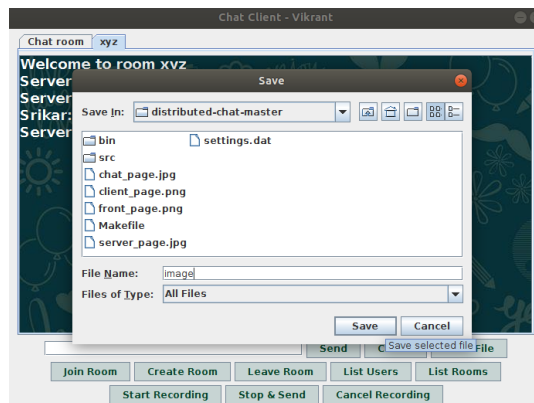 Chat Client - Vikrant
Chat room xyz
Welcome to room xyz
Server
Server
Srikar:
Server
Save
Save In: distributed-chat-master
bin settings.dat
src
chat_page.jpg
client_page.png
front_page.png
Makefile
server_page.jpg
File Name: image
Files of Type: All Files
Save Cancel
Save selected file
Send File
Join Room Create Room Leave Room List Users List Rooms
Start Recording Stop & Send Cancel Recording